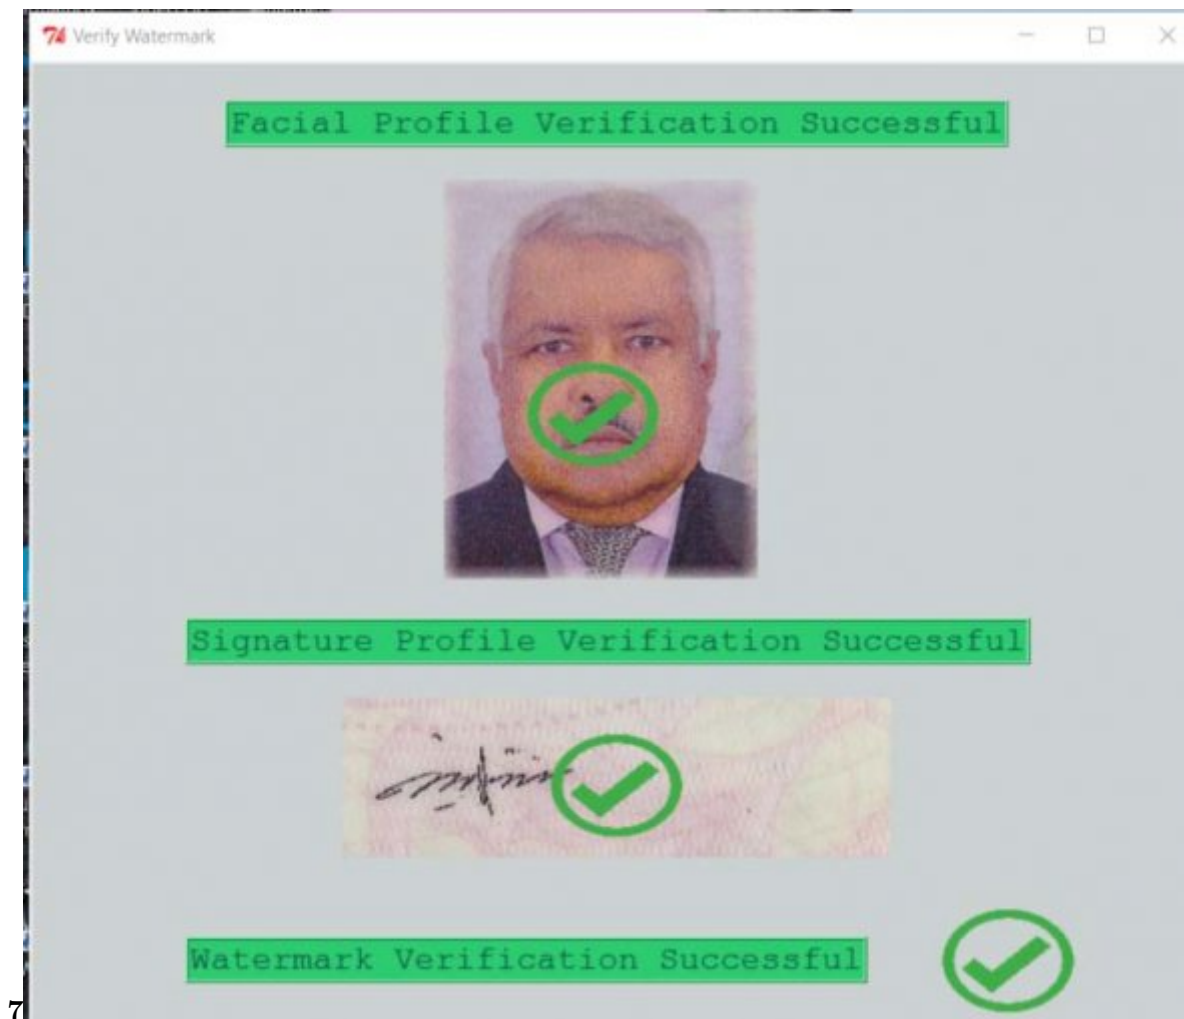 Verify Watermark
Facial Profile Verification Successful
Signature Profile Verification Successful
Watermark Verification Successful
7